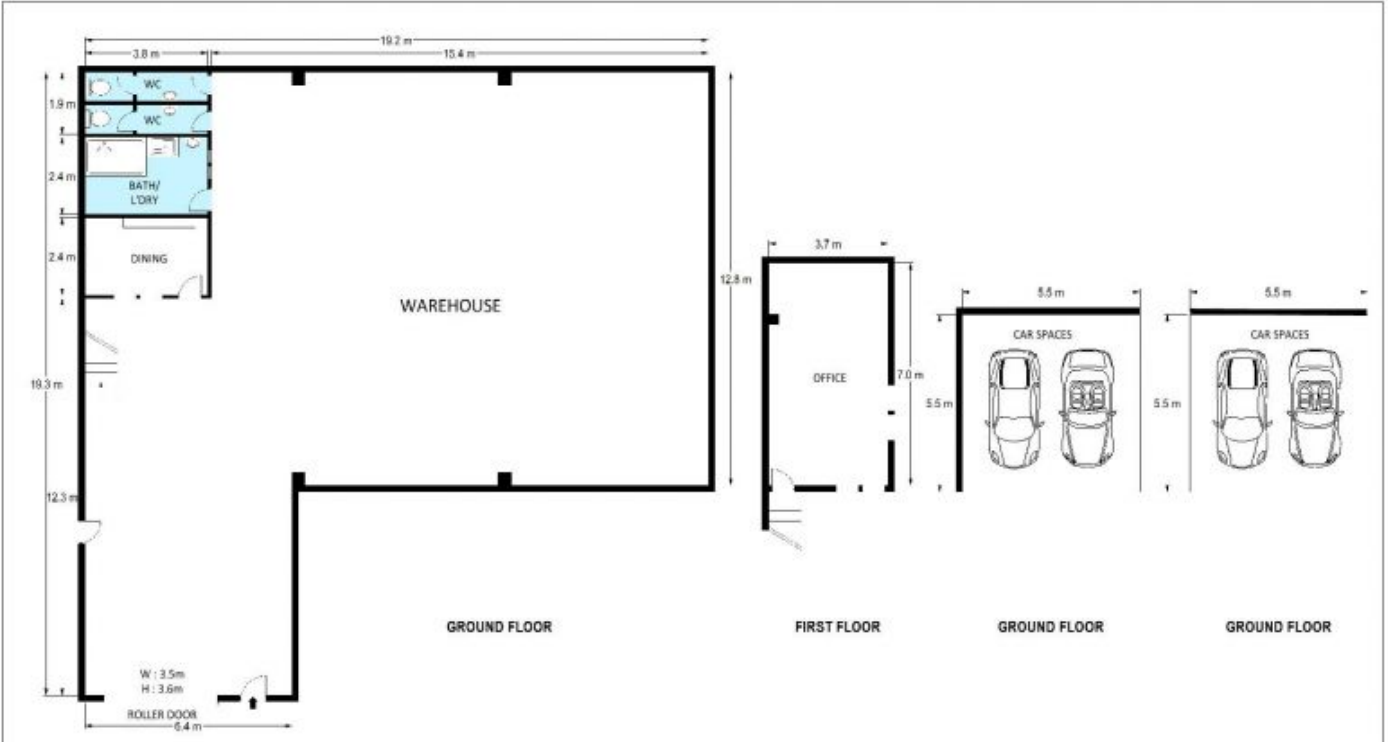 19.2 m
3.8 m
15.4 m
WC
1.9 m
WC
2.4 m
BATH/
L'DRY
3.7 m
2.4 m
DINING
12.8 m
5.5 m
5.5 m
WAREHOUSE
CAR SPACES
CAR SPACES
19.3 m
OFFICE
7.0 m
5.5 m
5.5 m
12.3 m
GROUND FLOOR
FIRST FLOOR
GROUND FLOOR
GROUND FLOOR
W : 3.5m
H : 3.6m
ROLLER DOOR
6.4 m